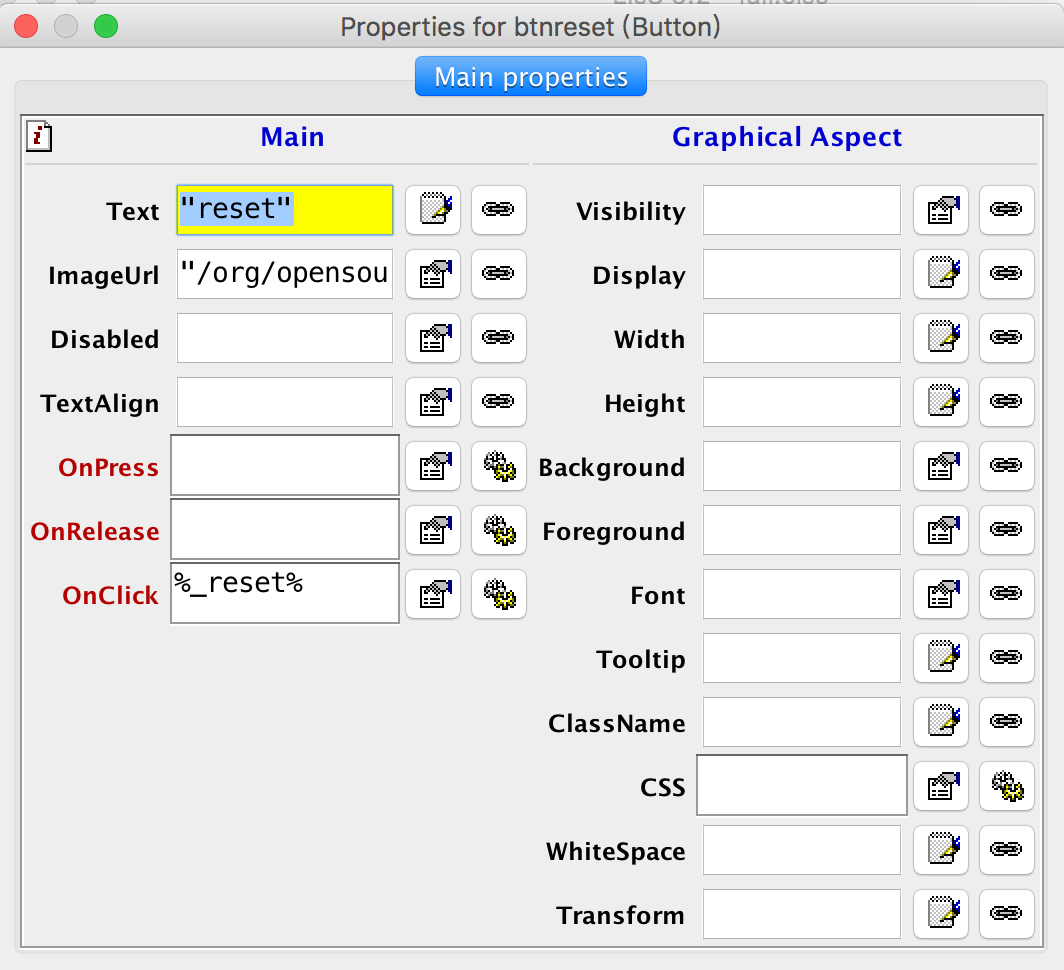 Properties for btnreset (Button)
Main properties
Main
Text "reset"
ImageUrl "/org/opensou
Disabled
TextAlign
OnPress
OnRelease
OnClick %_reset%
Graphical Aspect
Visibility
Display
Width
Height
Background
Foreground
Font
Tooltip
ClassName
CSS
WhiteSpace
Transform